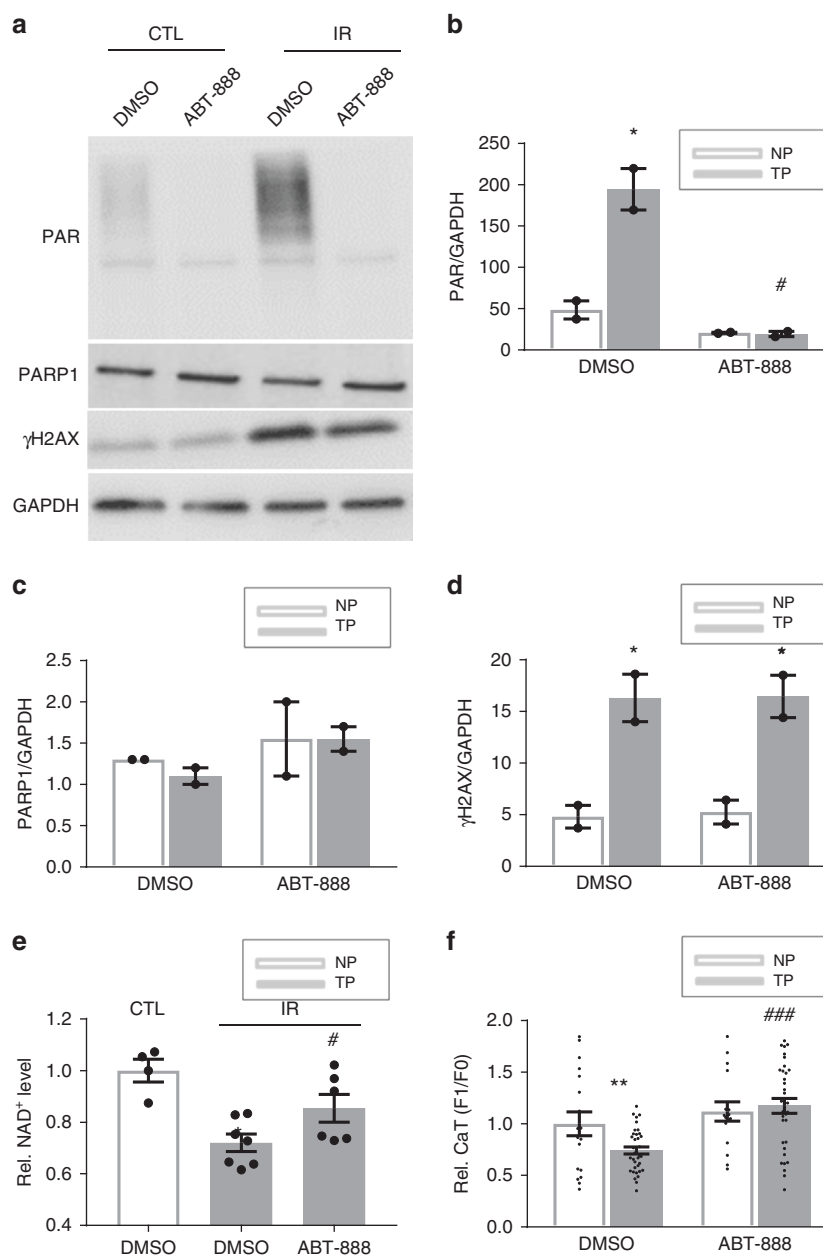 a
CTL IR
DMSO ABT-888 DMSO ABT-888
PAR
PARP1
γH2AX
GAPDH
b
NP
TP
PAR/GAPDH
250
200
150
100
50
0
*
#
DMSO ABT-888
c
NP
TP
PARP1/GAPDH
2.5
2.0
1.5
1.0
0.5
0.0
DMSO ABT-888
d
NP
TP
γH2AX/GAPDH
20
15
10
5
0
* *
DMSO ABT-888
e
NP
TP
CTL IR
Rel. NAD⁺ level
1.2
1.0
0.8
0.6
0.4
*
#
DMSO DMSO ABT-888
f
NP
TP
Rel. CaT (F1/F0)
2.0
1.5
1.0
0.5
0.0
**
###
DMSO ABT-888